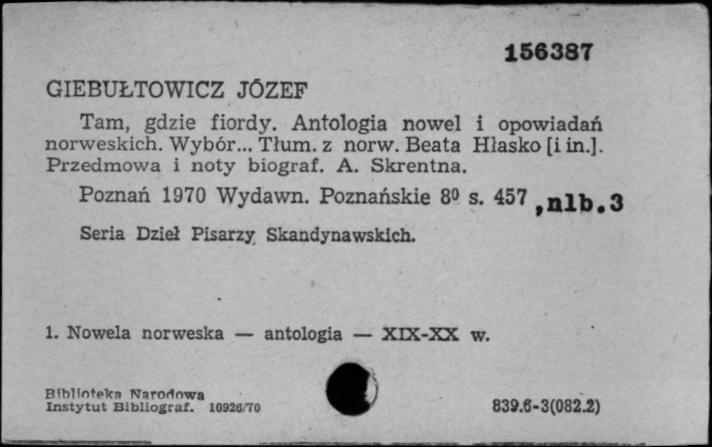 156387
GIEBUŁTOWICZ JÓZEF
Tam, gdzie fiordy. Antologia nowel i opowiadań
norweskich. Wybór... Tłum. z norw. Beata Hłasko [i in.].
Przedmowa i noty biograf. A. Skrentna.
Poznań 1970 Wydawn. Poznańskie 8º s. 457 ,nlb.3
Seria Dzieł Pisarzy Skandynawskich.
1. Nowela norweska — antologia — XIX-XX w.
Biblioteka Narodowa
Instytut Bibliograf. 10926/70
839.6-3(082.2)